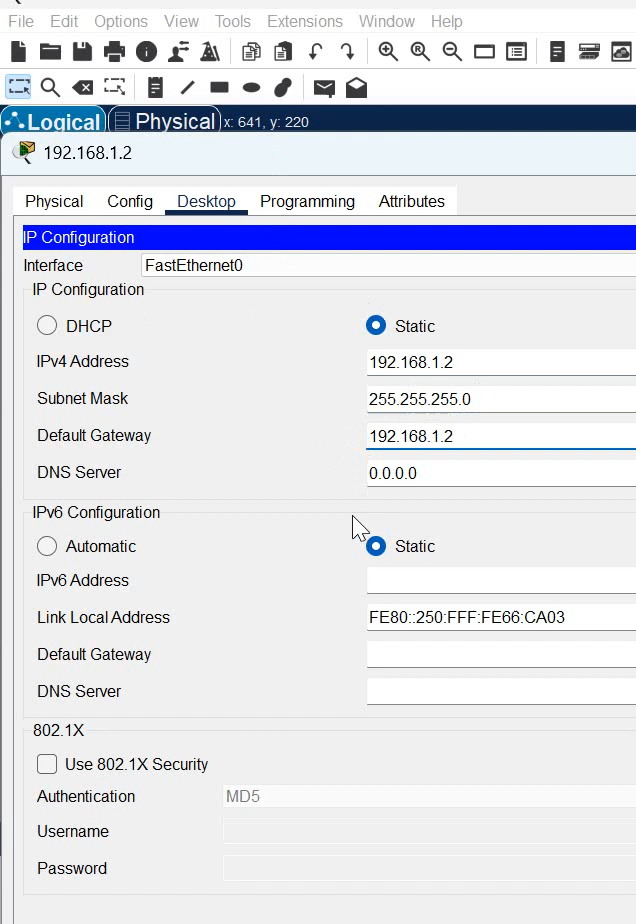 File Edit Options View Tools Extensions Window Help
Logical Physical x: 641, y: 220
192.168.1.2
Physical Config Desktop Programming Attributes
IP Configuration
Interface FastEthernet0
IP Configuration
DHCP Static
IPv4 Address 192.168.1.2
Subnet Mask 255.255.255.0
Default Gateway 192.168.1.2
DNS Server 0.0.0.0
IPv6 Configuration
Automatic Static
IPv6 Address
Link Local Address FE80::250:FFF:FE66:CA03
Default Gateway
DNS Server
802.1X
Use 802.1X Security
Authentication MD5
Username
Password